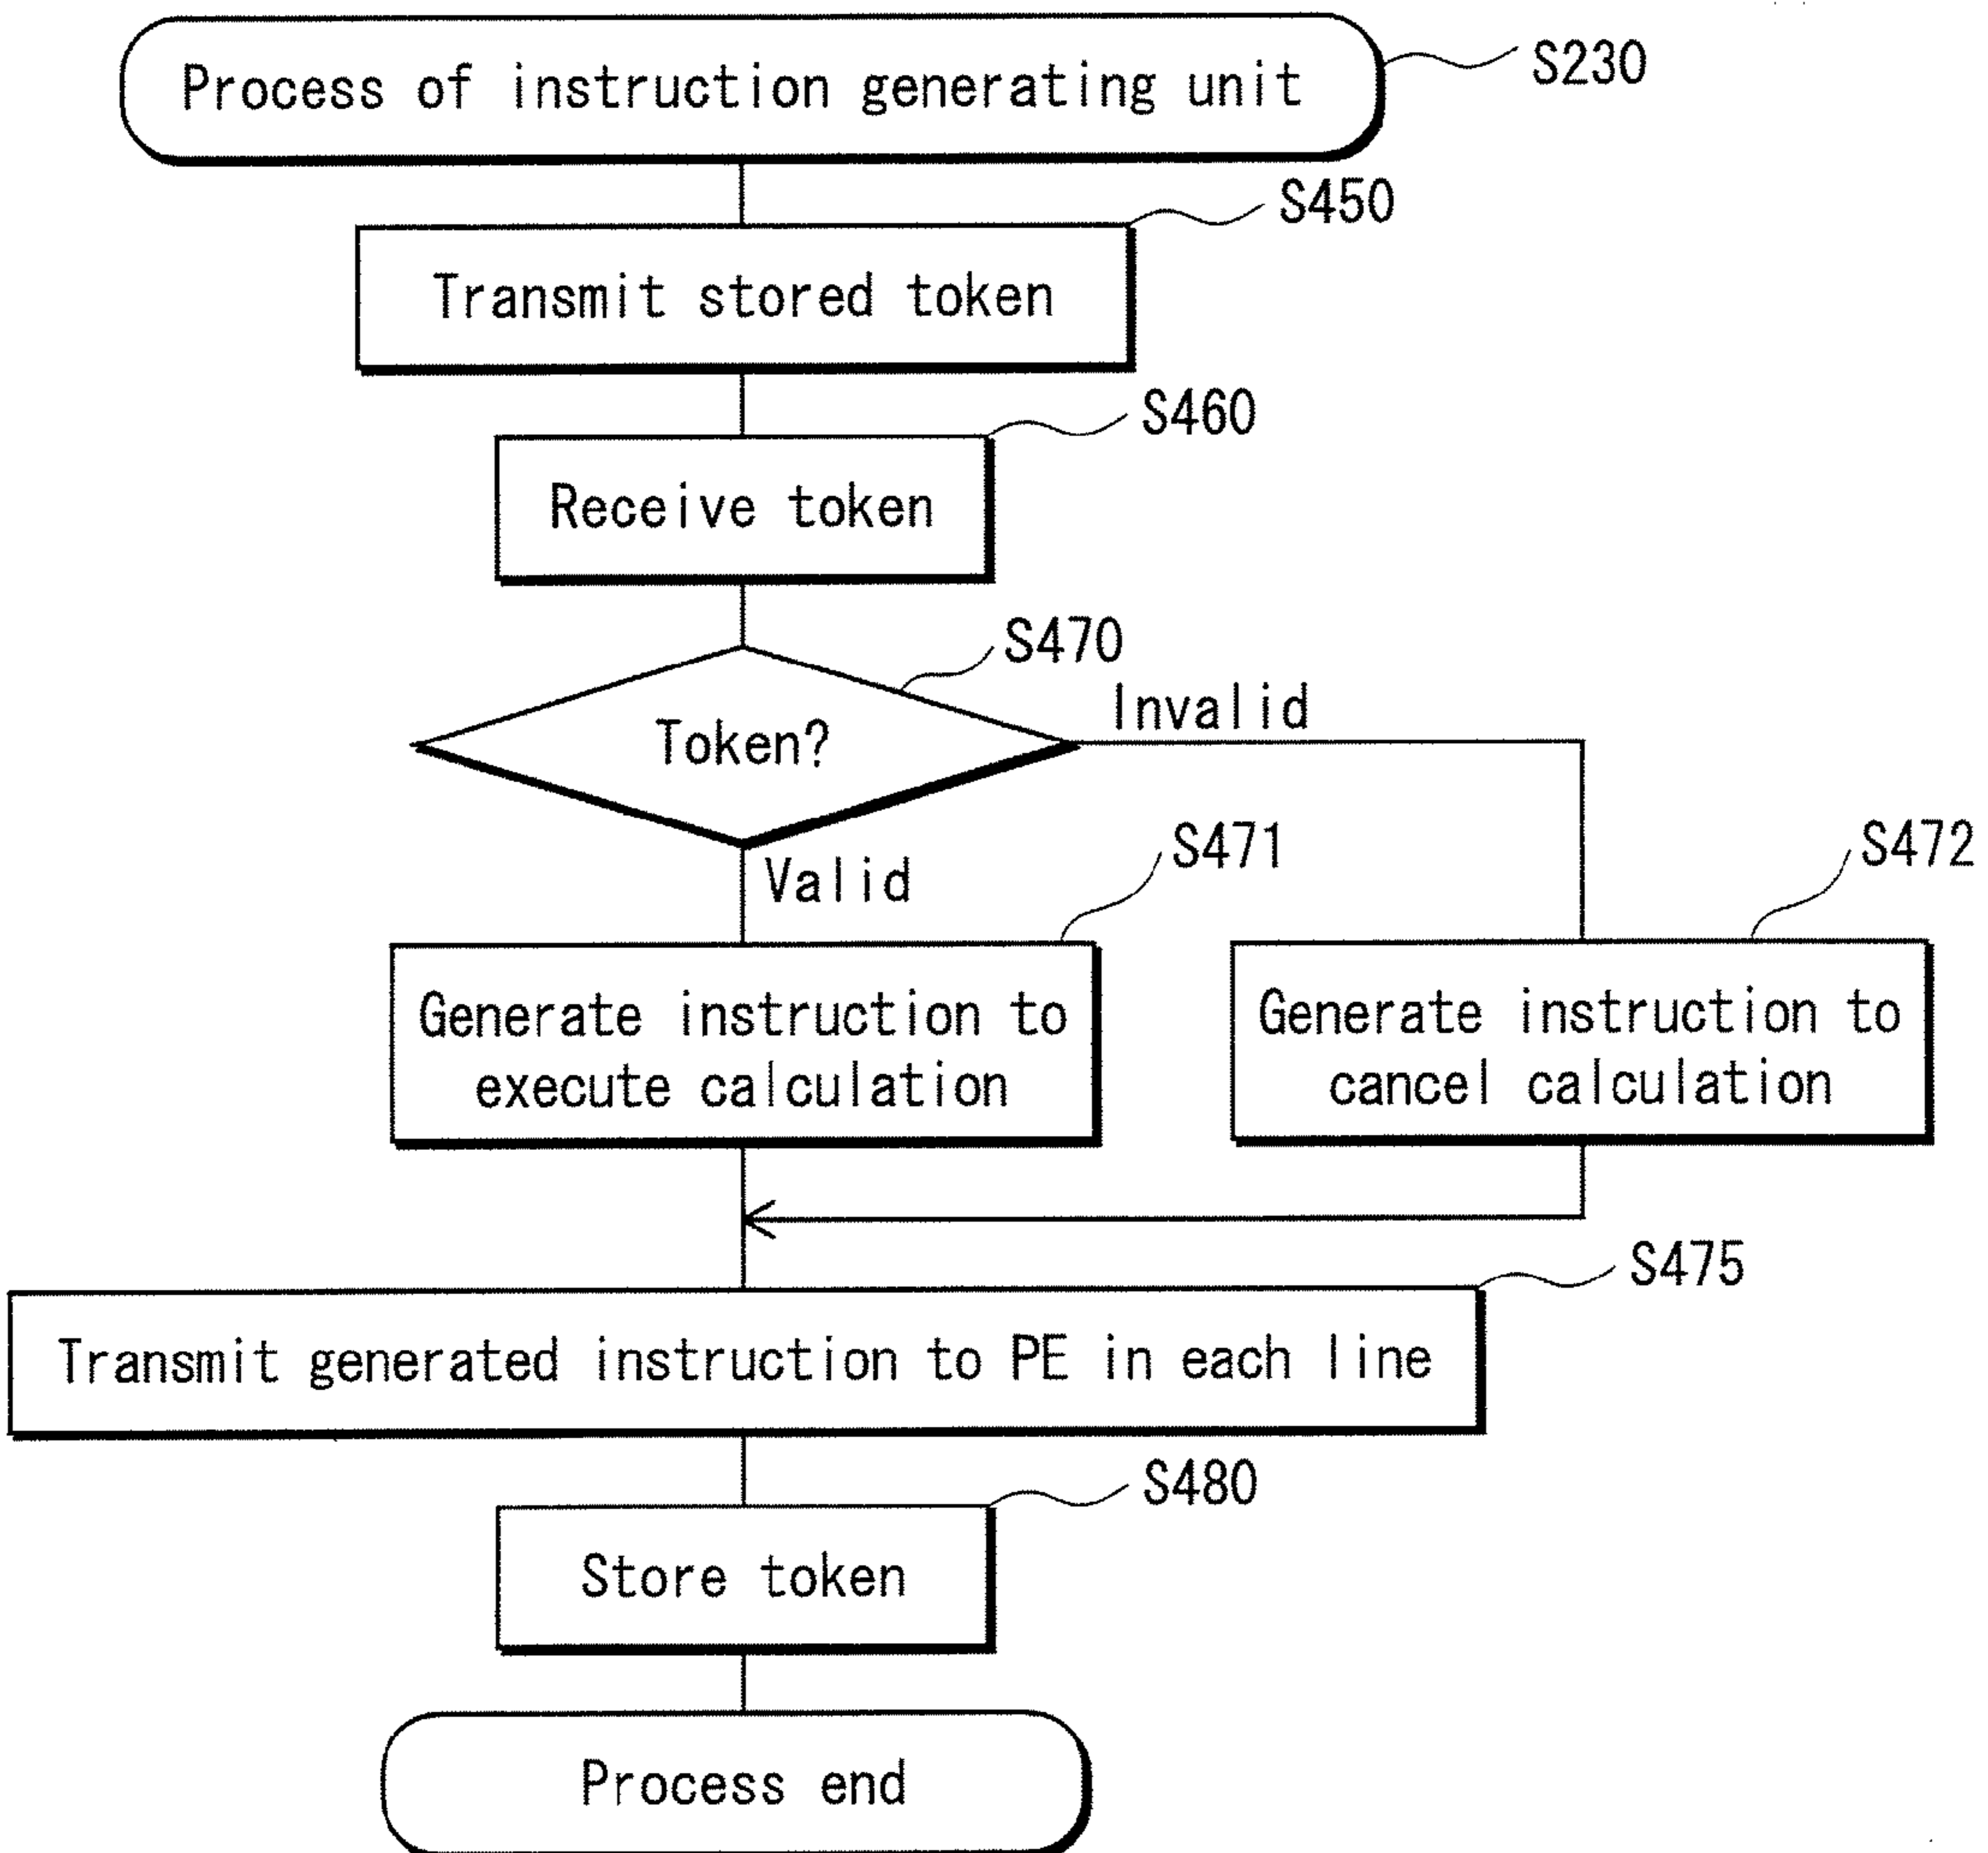 Process of instruction generating unit
S230
S450
Transmit stored token
S460
Receive token
S470
Token?
Invalid
Valid
S471
S472
Generate instruction to
execute calculation
Generate instruction to
cancel calculation
S475
Transmit generated instruction to PE in each line
S480
Store token
Process end